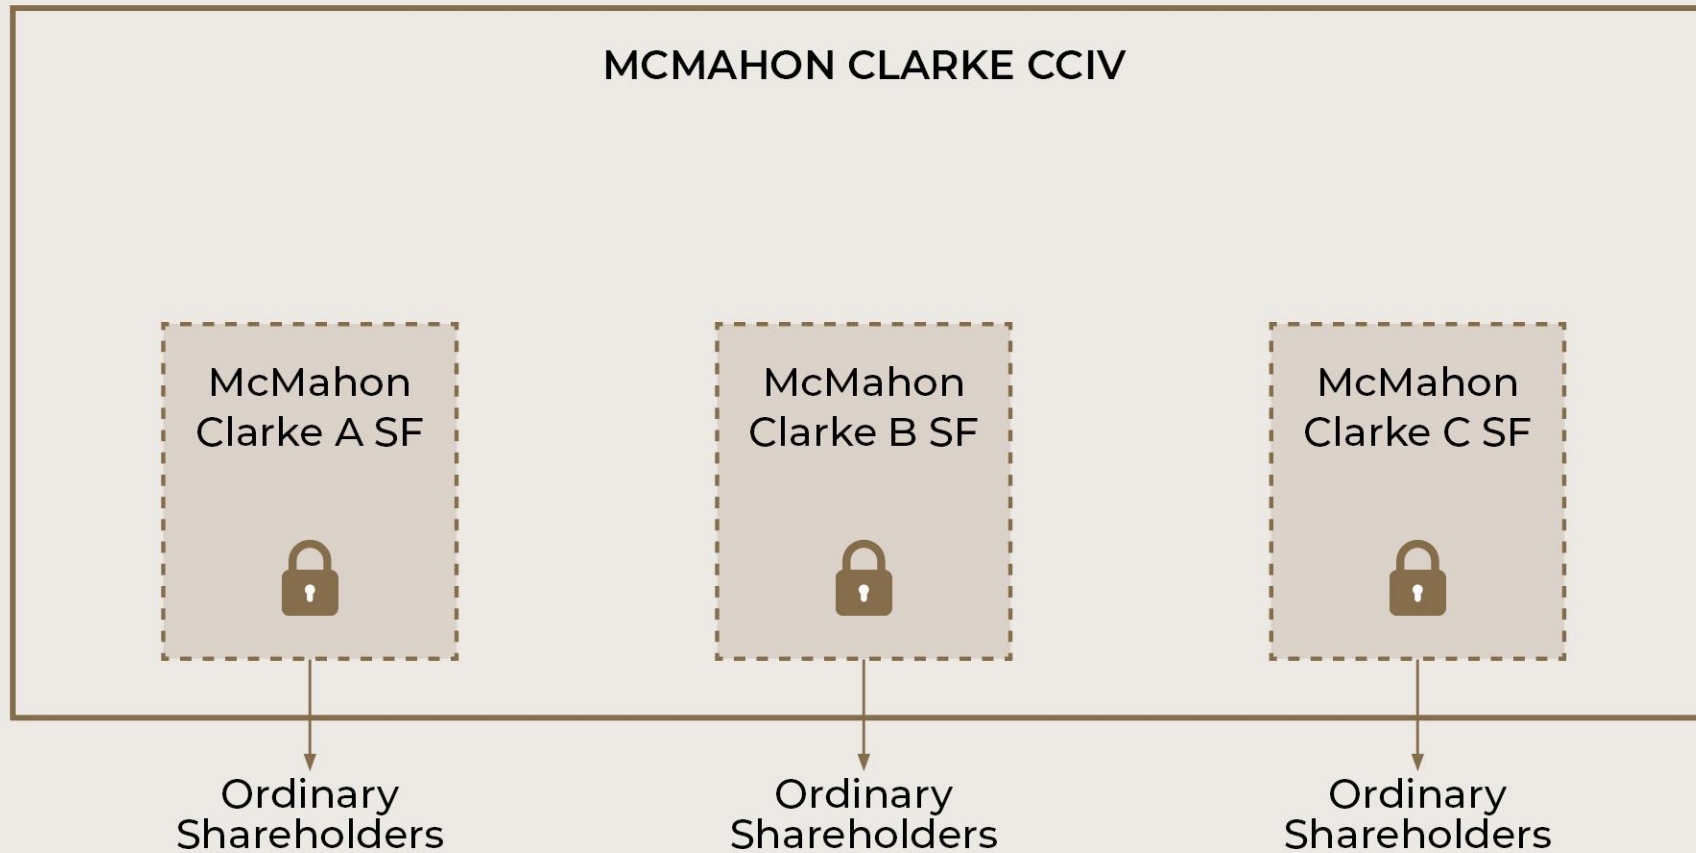 MCMAHON CLARKE CCIV
McMahon
Clarke A SF
McMahon
Clarke B SF
McMahon
Clarke C SF
Ordinary
Shareholders
Ordinary
Shareholders
Ordinary
Shareholders